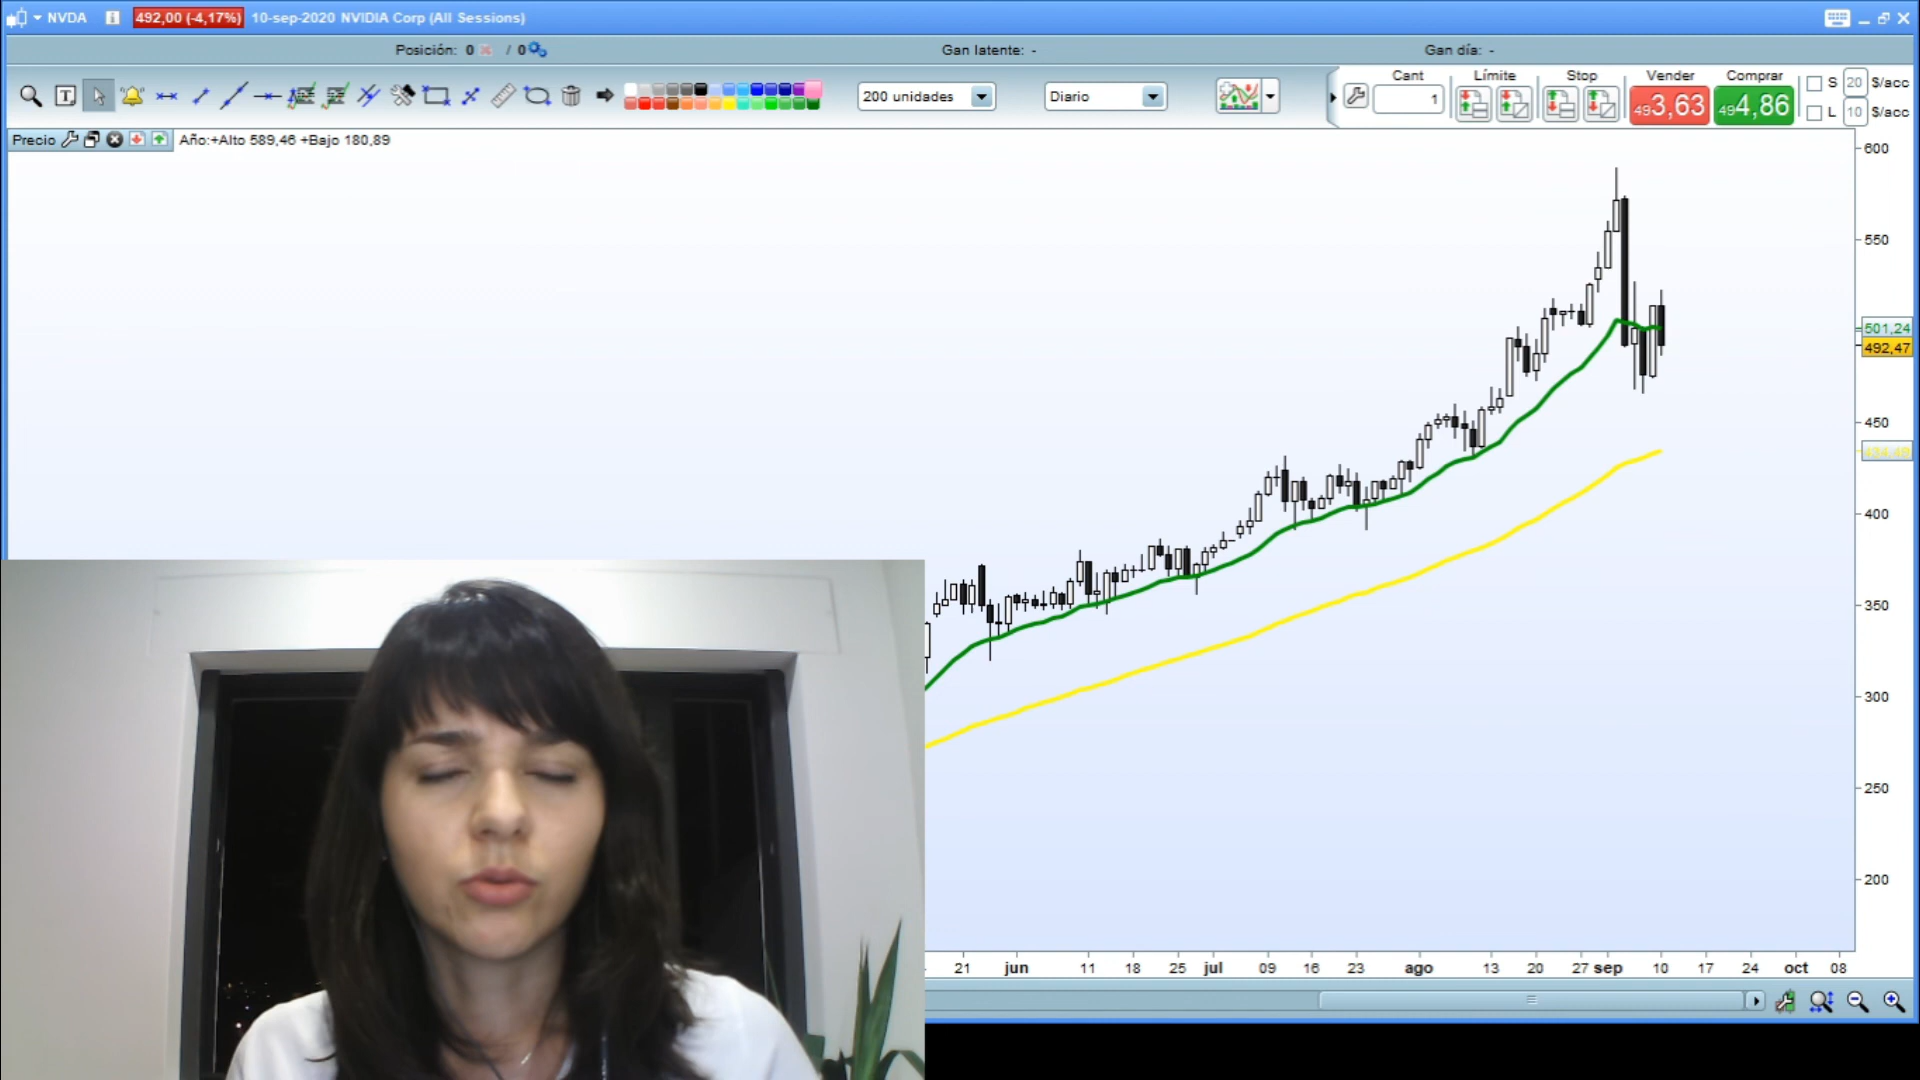 NVDA 492,00 (-4,17%) 10-sep-2020 NVIDIA Corp (All Sessions)
Posición: 0 / 0 Gan latente: - Gan día: -
Cant Límite Stop Vender Comprar S 20 $/acc
200 unidades Diario 1 493,63 494,86
L 10 $/acc
Precio Año:+Alto 589,46 +Bajo 180,89
600
550
501,24
492,47
450
400
350
300
250
200
21 jun 11 18 25 jul 09 16 23 ago 13 20 27 sep 10 17 24 oct 08